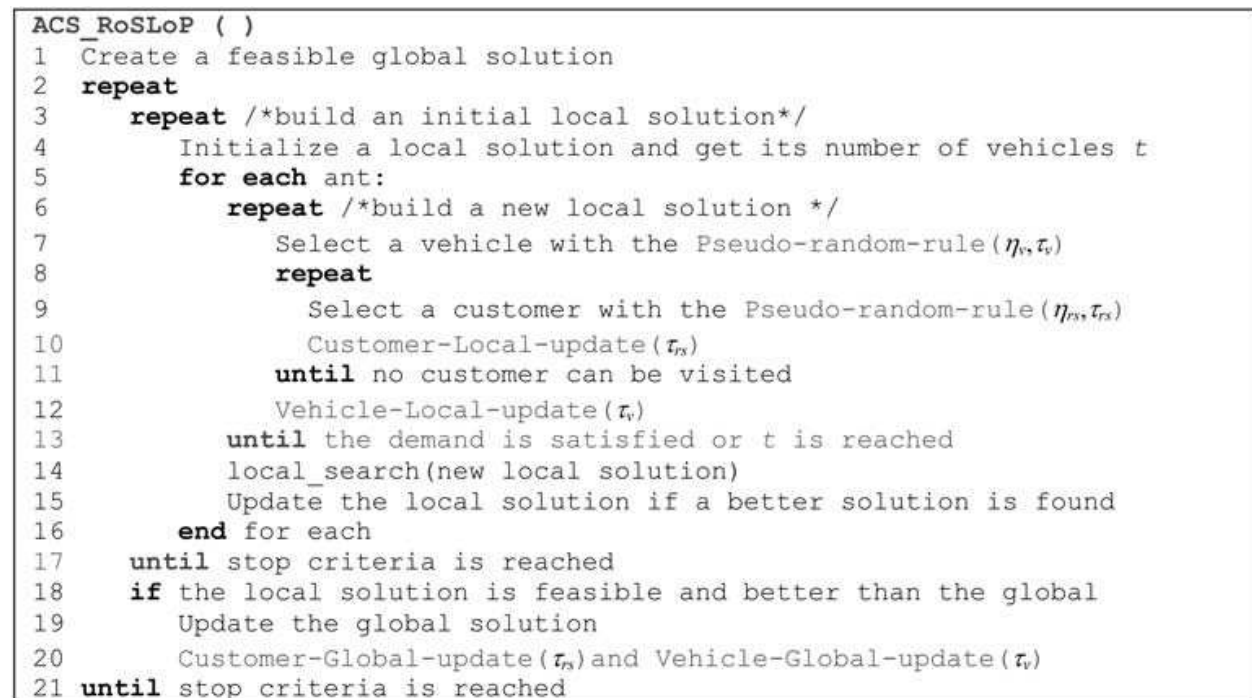 ACS_RoSLoP ( )
1 Create a feasible global solution
2 repeat
3 repeat /*build an initial local solution*/
4 Initialize a local solution and get its number of vehicles t
5 for each ant:
6 repeat /*build a new local solution */
7 Select a vehicle with the Pseudo-random-rule(ηv,τv)
8 repeat
9 Select a customer with the Pseudo-random-rule(ηrs,τrs)
10 Customer-Local-update(τrs)
11 until no customer can be visited
12 Vehicle-Local-update(τv)
13 until the demand is satisfied or t is reached
14 local_search(new local solution)
15 Update the local solution if a better solution is found
16 end for each
17 until stop criteria is reached
18 if the local solution is feasible and better than the global
19 Update the global solution
20 Customer-Global-update(τrs)and Vehicle-Global-update(τv)
21 until stop criteria is reached